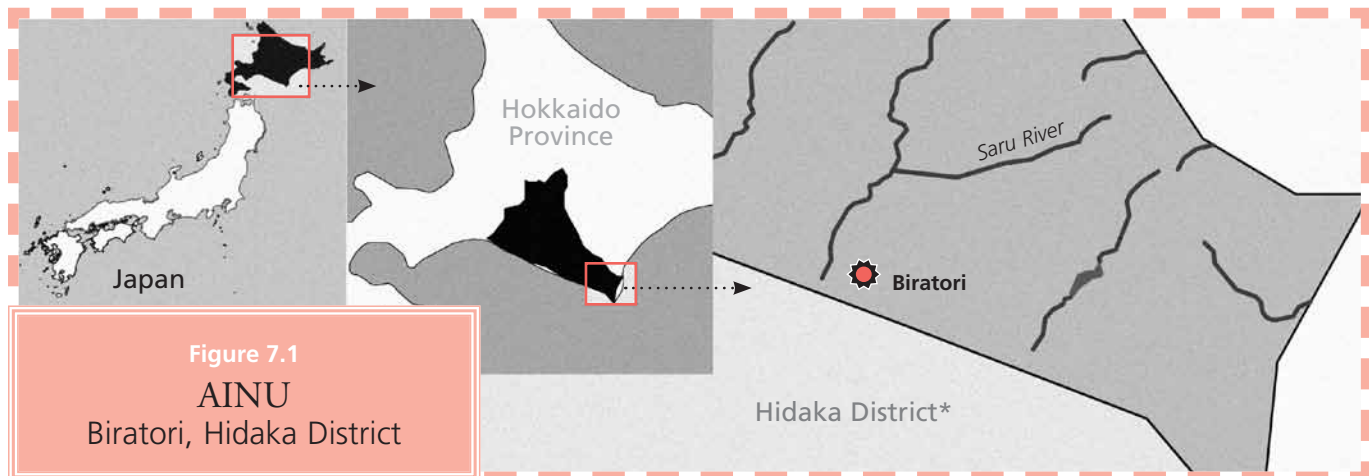 Japan
Hokkaido
Province
Saru River
Biratori
Hidaka District*
Figure 7.1
AINU
Biratori, Hidaka District